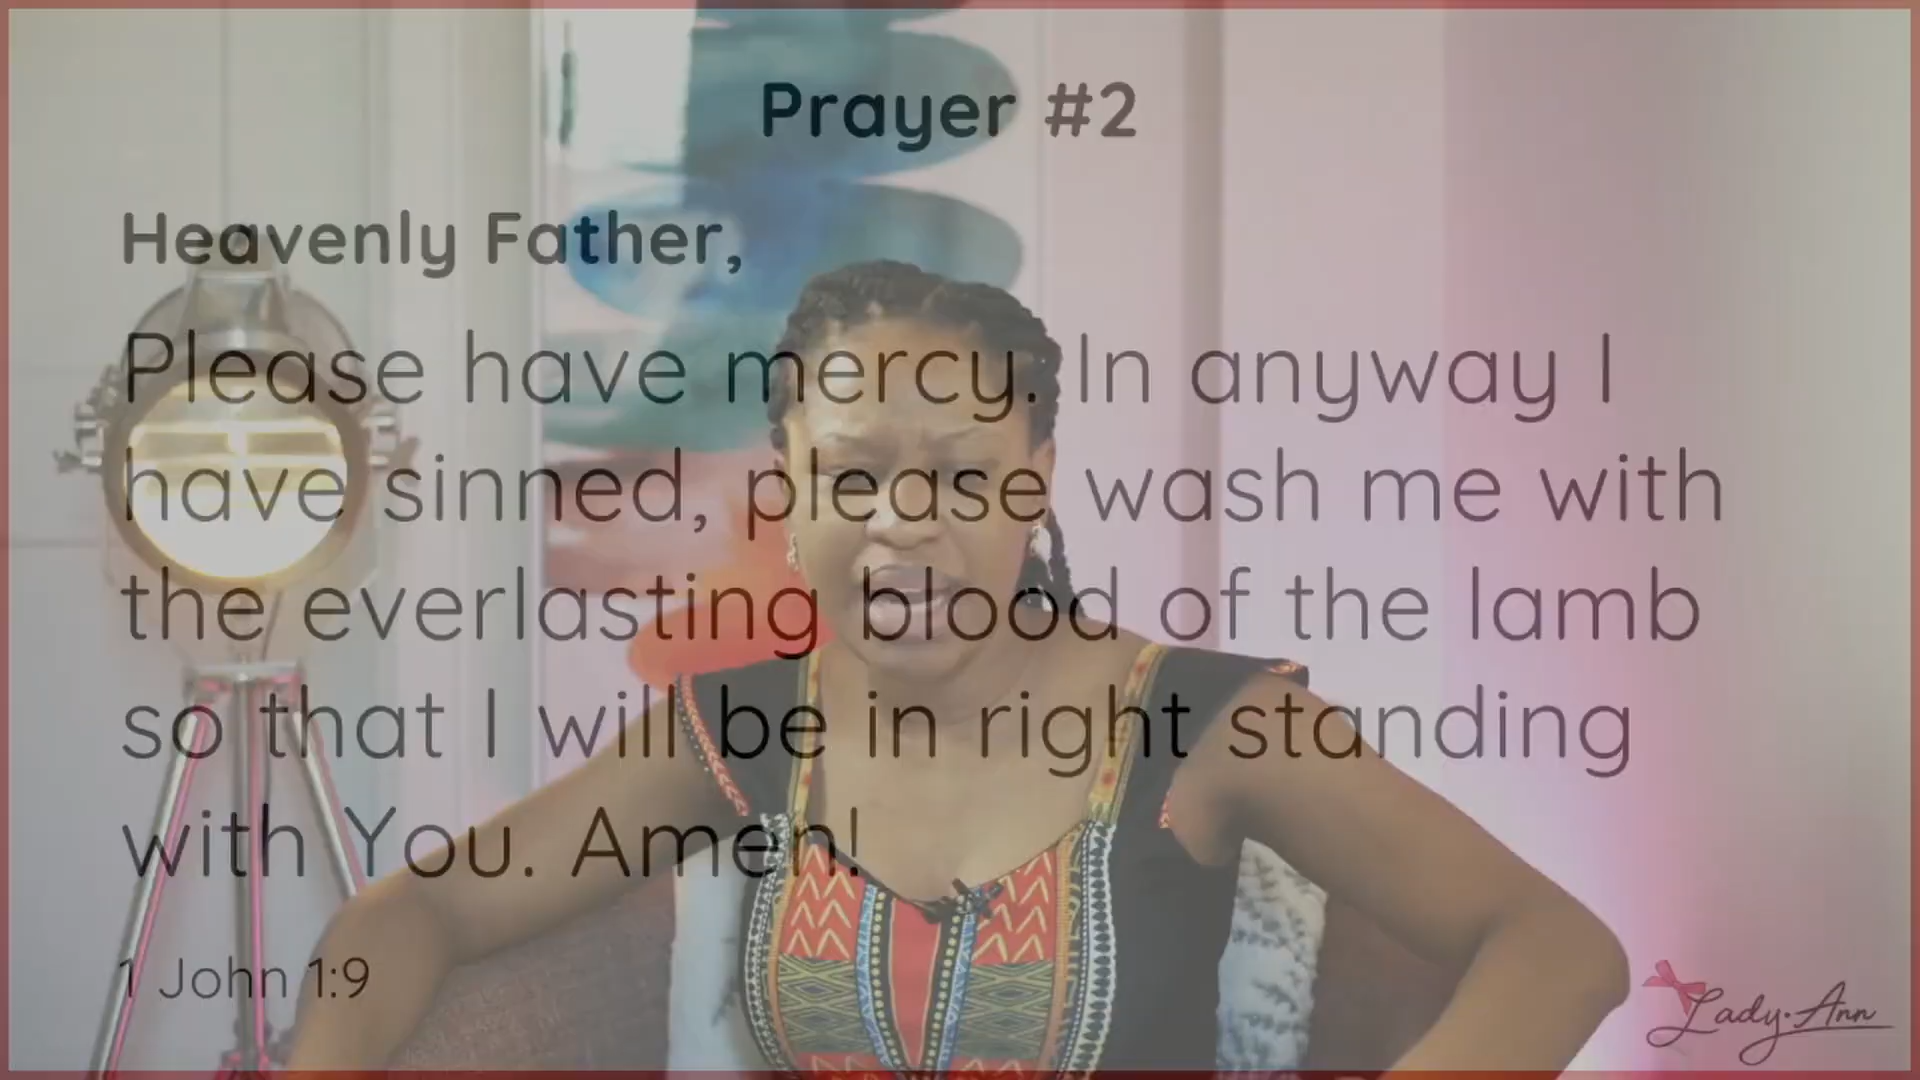 Prayer #2
Heavenly Father,
Please have mercy. In anyway I
have sinned, please wash me with
the everlasting blood of the lamb
so that I will be in right standing
with You. Amen!
1 John 1:9
Lady·Ann